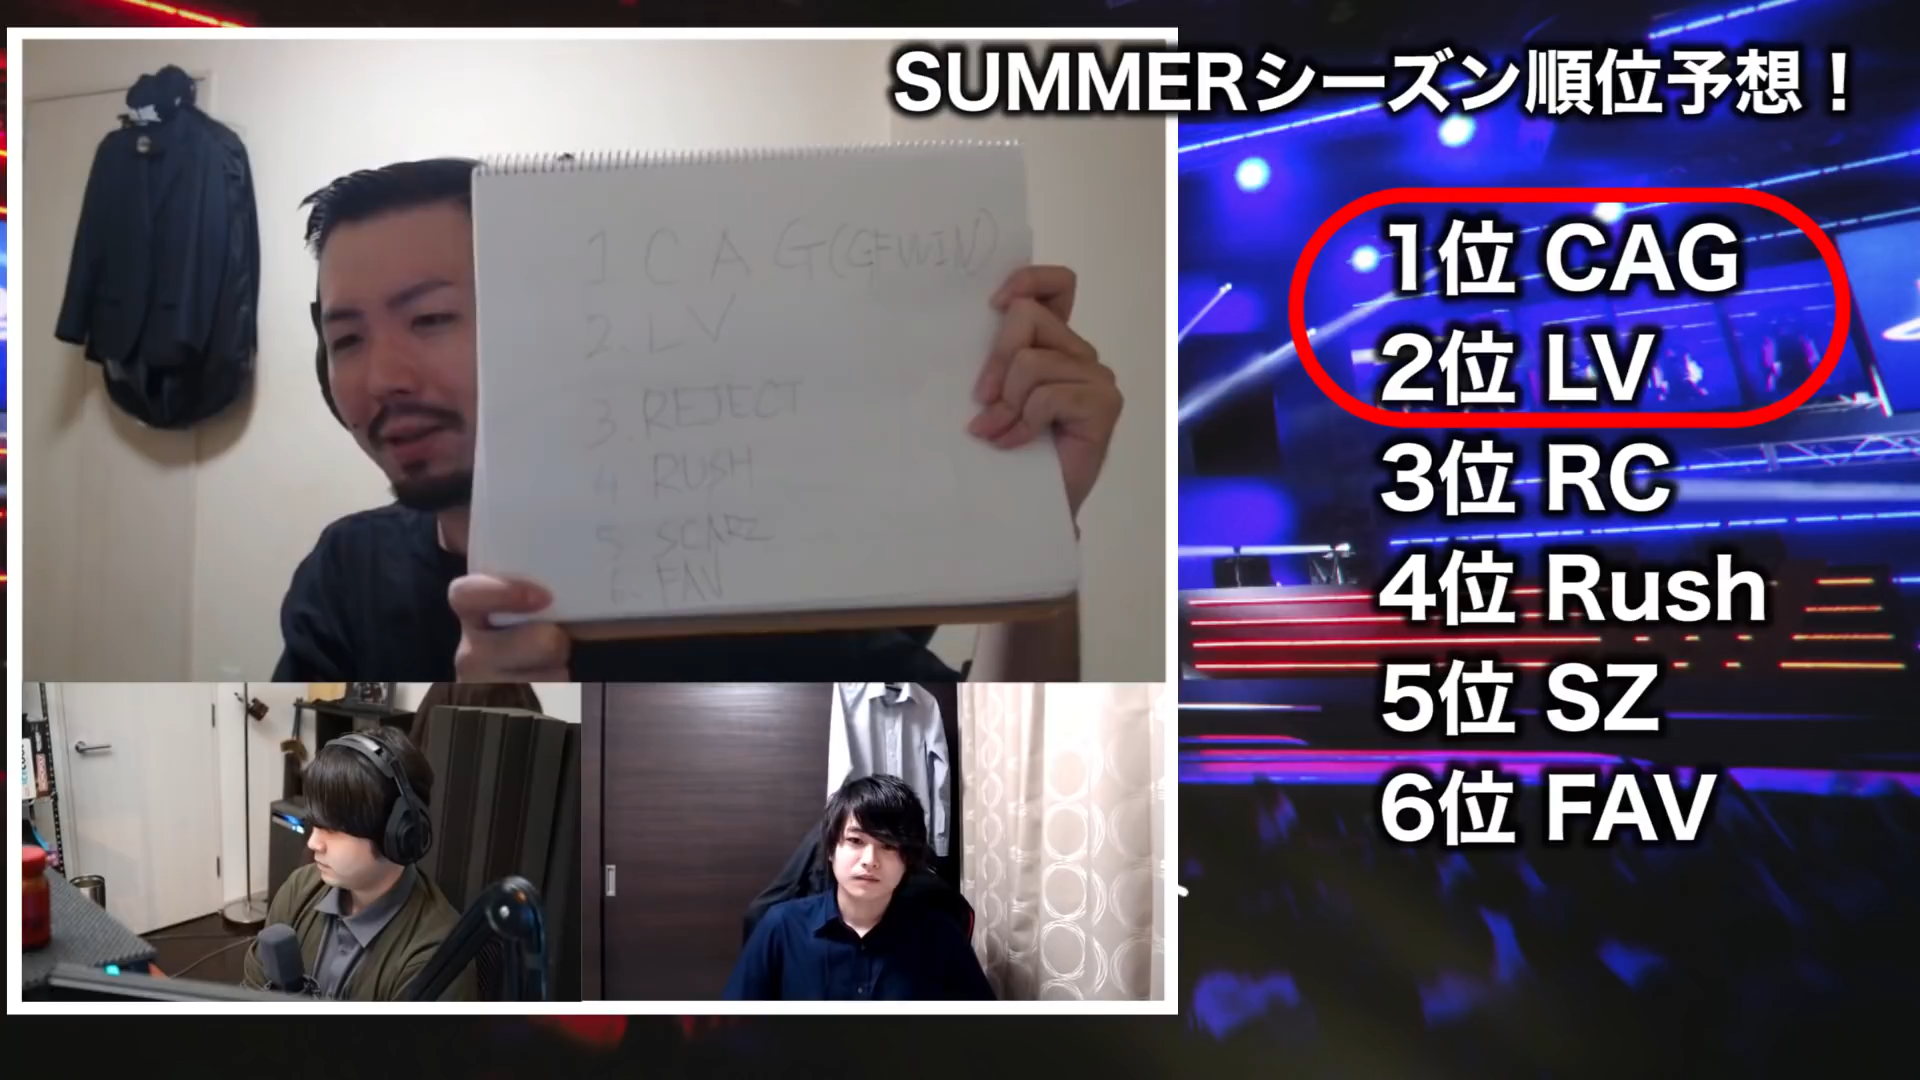 SUMMERシーズン順位予想！
1 CAG(GFWIN)
2. LV
3. REJECT
4 RUSH
5 SCARZ
6. FAV
1位 CAG
2位 LV
3位 RC
4位 Rush
5位 SZ
6位 FAV